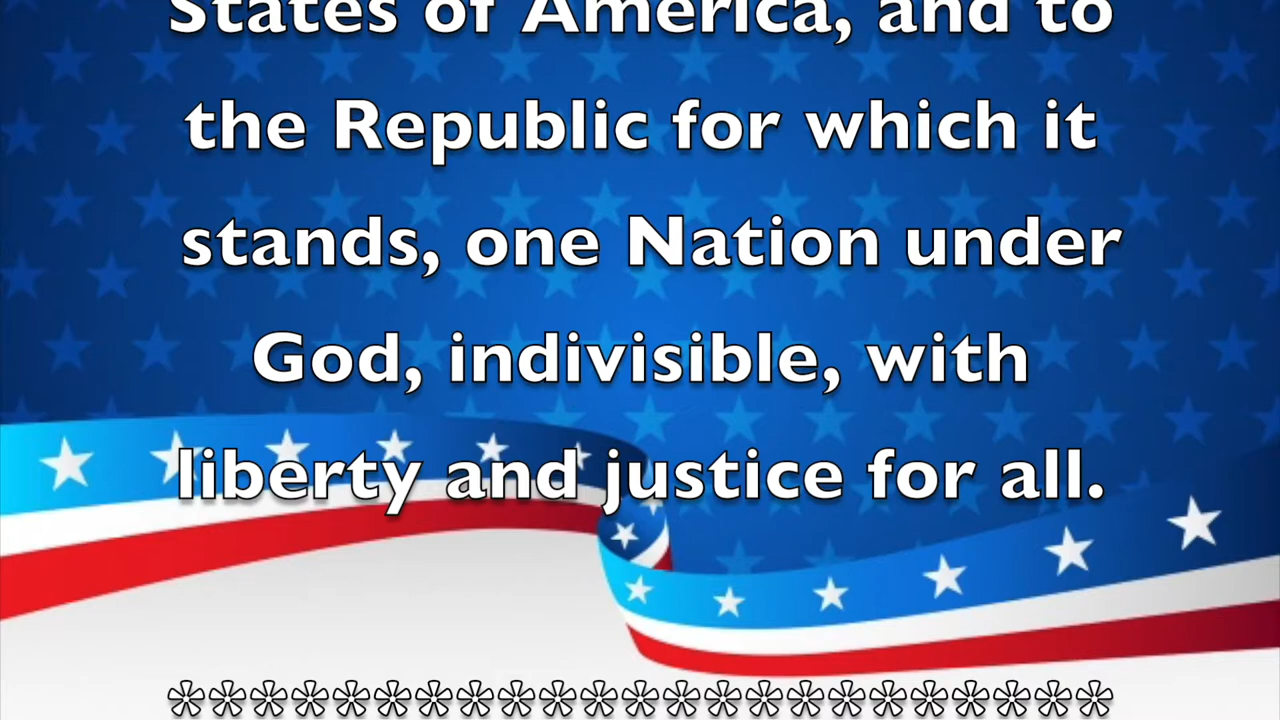 States of America, and to
the Republic for which it
stands, one Nation under
God, indivisible, with
liberty and justice for all.
***********************